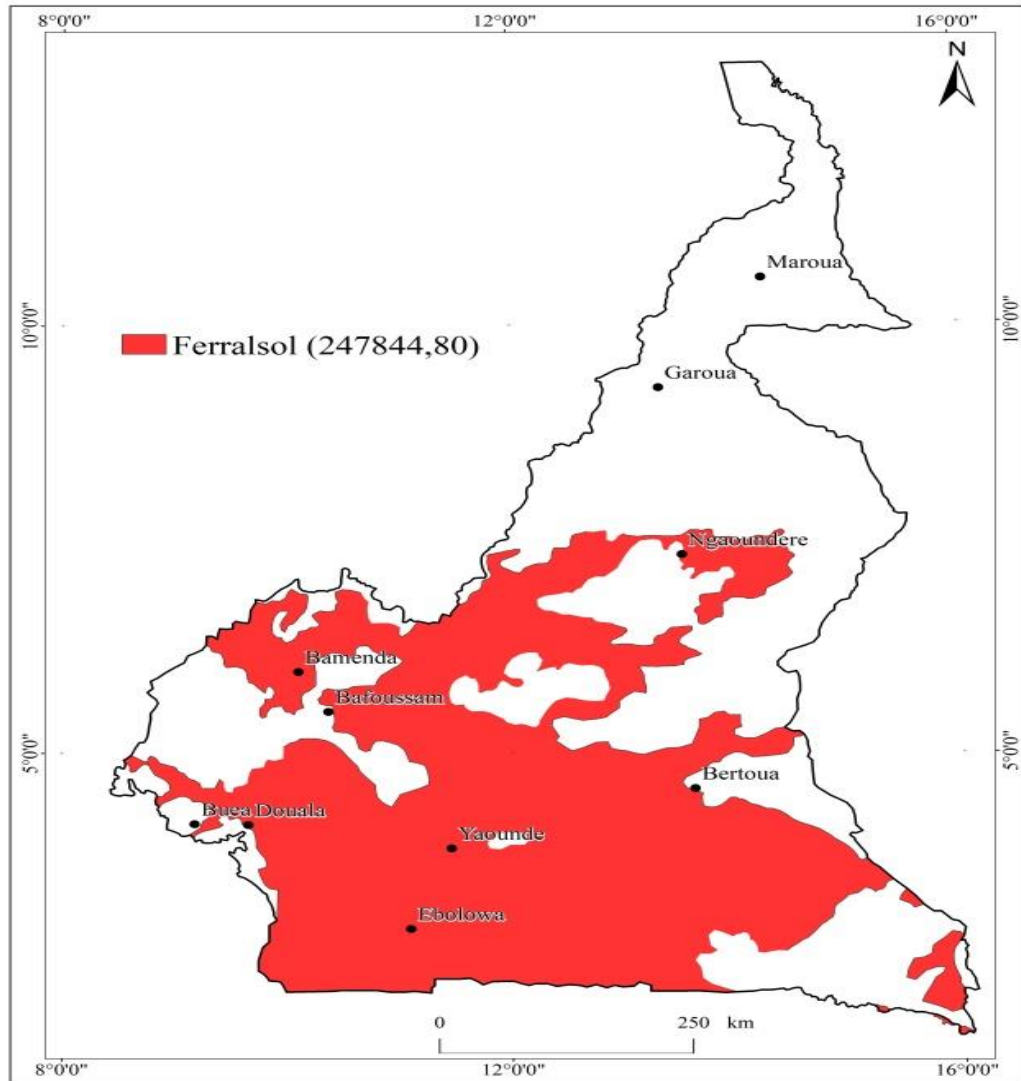 8°0'0" 12°0'0" 16°0'0"
N
Maroua
10°0'0" 10°0'0"
Ferralsol (247844,80)
Garoua
Ngaoundere
Bamenda
Bafoussam
5°0'0" 5°0'0"
Bertoua
Buea Douala
Yaounde
Ebolowa
0 250 km
8°0'0" 12°0'0" 16°0'0"